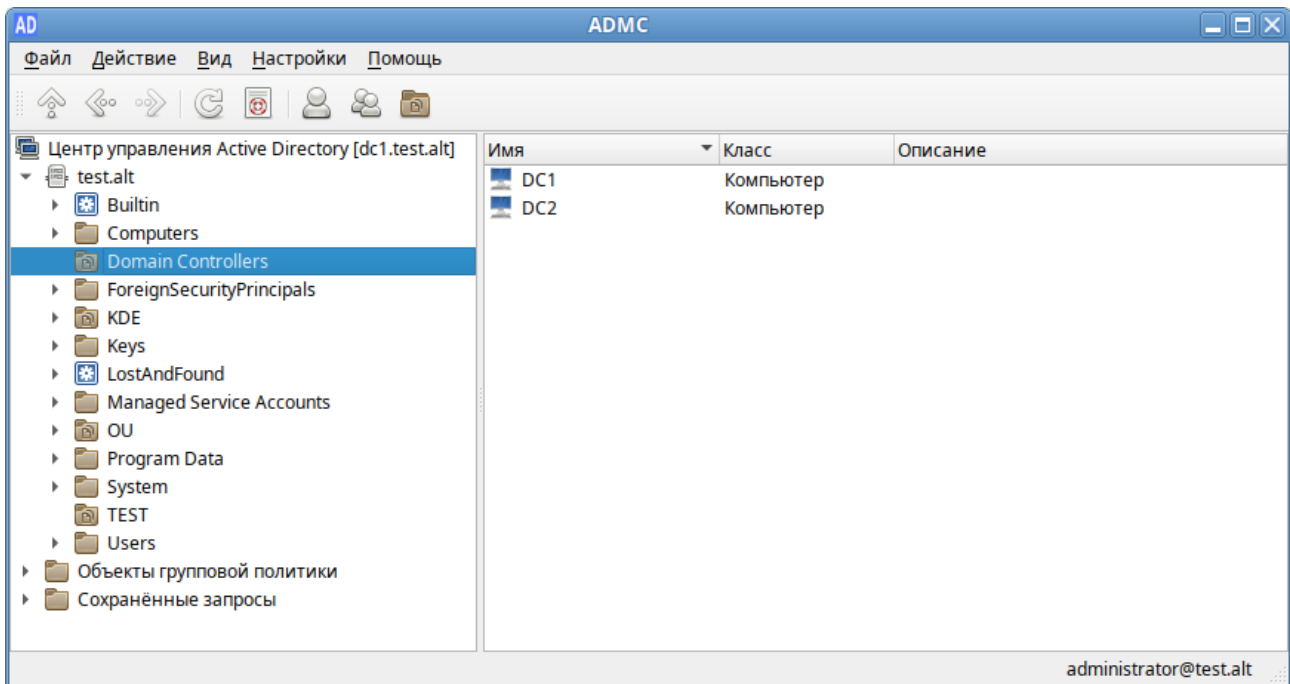 AD ADMC
Файл Действие Вид Настройки Помощь
Центр управления Active Directory [dc1.test.alt]
test.alt
Builtin
Computers
Domain Controllers
ForeignSecurityPrincipals
KDE
Keys
LostAndFound
Managed Service Accounts
OU
Program Data
System
TEST
Users
Объекты групповой политики
Сохранённые запросы
Имя Класс Описание
DC1 Компьютер
DC2 Компьютер
administrator@test.alt